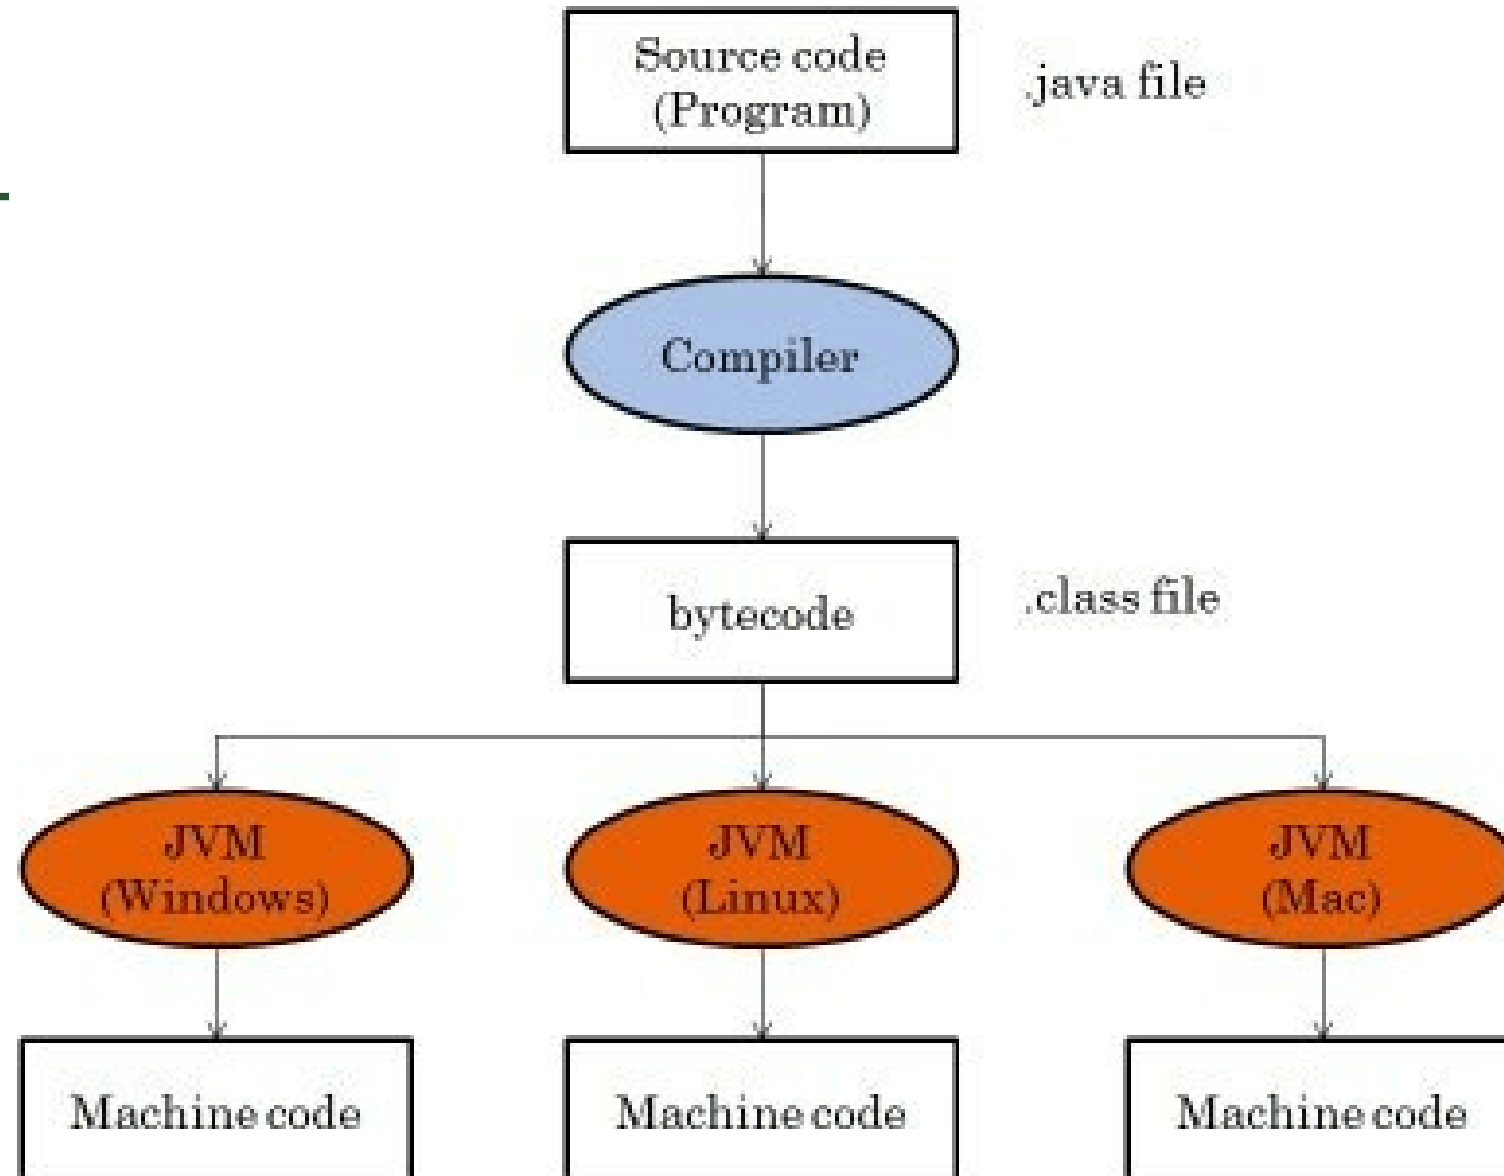 Source code
(Program)
.java file
Compiler
bytecode
.class file
JVM
(Windows)
JVM
(Linux)
JVM
(Mac)
Machine code
Machine code
Machine code